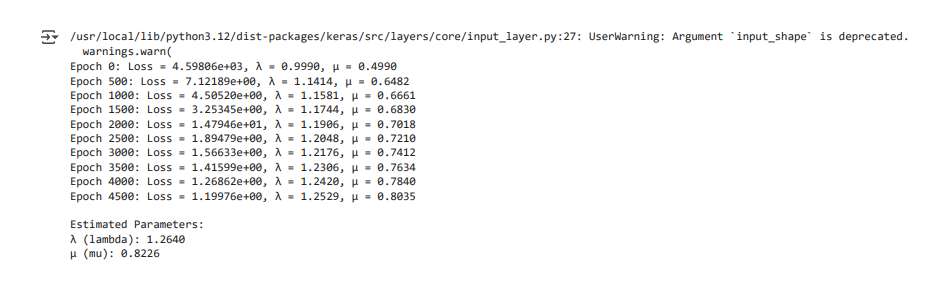 /usr/local/lib/python3.12/dist-packages/keras/src/layers/core/input_layer.py:27: UserWarning: Argument `input_shape` is deprecated.
warnings.warn(
Epoch 0: Loss = 4.59806e+03, λ = 0.9990, μ = 0.4990
Epoch 500: Loss = 7.12189e+00, λ = 1.1414, μ = 0.6482
Epoch 1000: Loss = 4.50520e+00, λ = 1.1581, μ = 0.6661
Epoch 1500: Loss = 3.25345e+00, λ = 1.1744, μ = 0.6830
Epoch 2000: Loss = 1.47946e+01, λ = 1.1906, μ = 0.7018
Epoch 2500: Loss = 1.89479e+00, λ = 1.2048, μ = 0.7210
Epoch 3000: Loss = 1.56633e+00, λ = 1.2176, μ = 0.7412
Epoch 3500: Loss = 1.41599e+00, λ = 1.2306, μ = 0.7634
Epoch 4000: Loss = 1.26862e+00, λ = 1.2420, μ = 0.7840
Epoch 4500: Loss = 1.19976e+00, λ = 1.2529, μ = 0.8035
Estimated Parameters:
λ (lambda): 1.2640
μ (mu): 0.8226